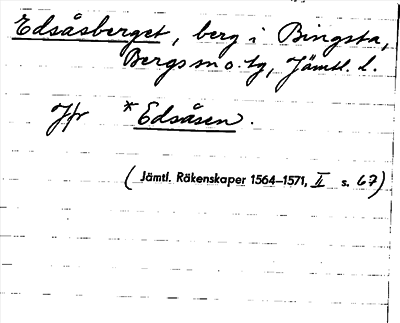 Edsåsberget, berg i Bingsta,
Bergs sn o. tg, Jämtl. l.
Jfr *Edsåsen.
(Jämtl. Räkenskaper 1564–1571, II s. 67)